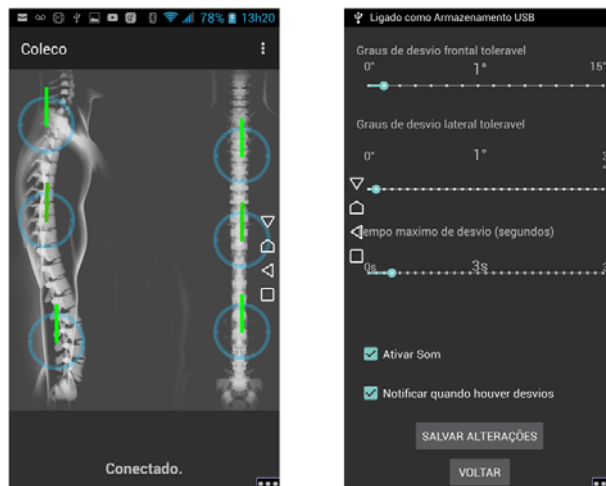 78% 13h20
Coleco
Conectado.
Ligado como Armazenamento USB
Graus de desvio frontal toleravel
0° 1° 15°
Graus de desvio lateral toleravel
0° 1°
empo maximo de desvio (segundos)
0s 3s
Ativar Som
Notificar quando houver desvios
SALVAR ALTERAÇÕES
VOLTAR